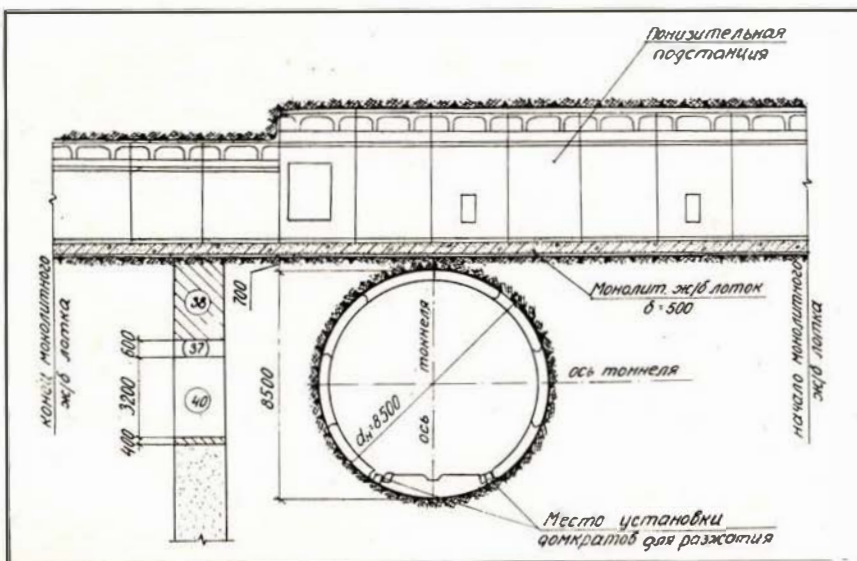 Понизительная
подстанция
конец монолитного
ж/б лотка
38
37
40
600
3200
400
700
8500
ось тоннеля
dн=8500
Монолит. ж/б лоток
δ=500
ось тоннеля
начало монолитного
ж/б лотка
Место установки
домкратов для разжатия